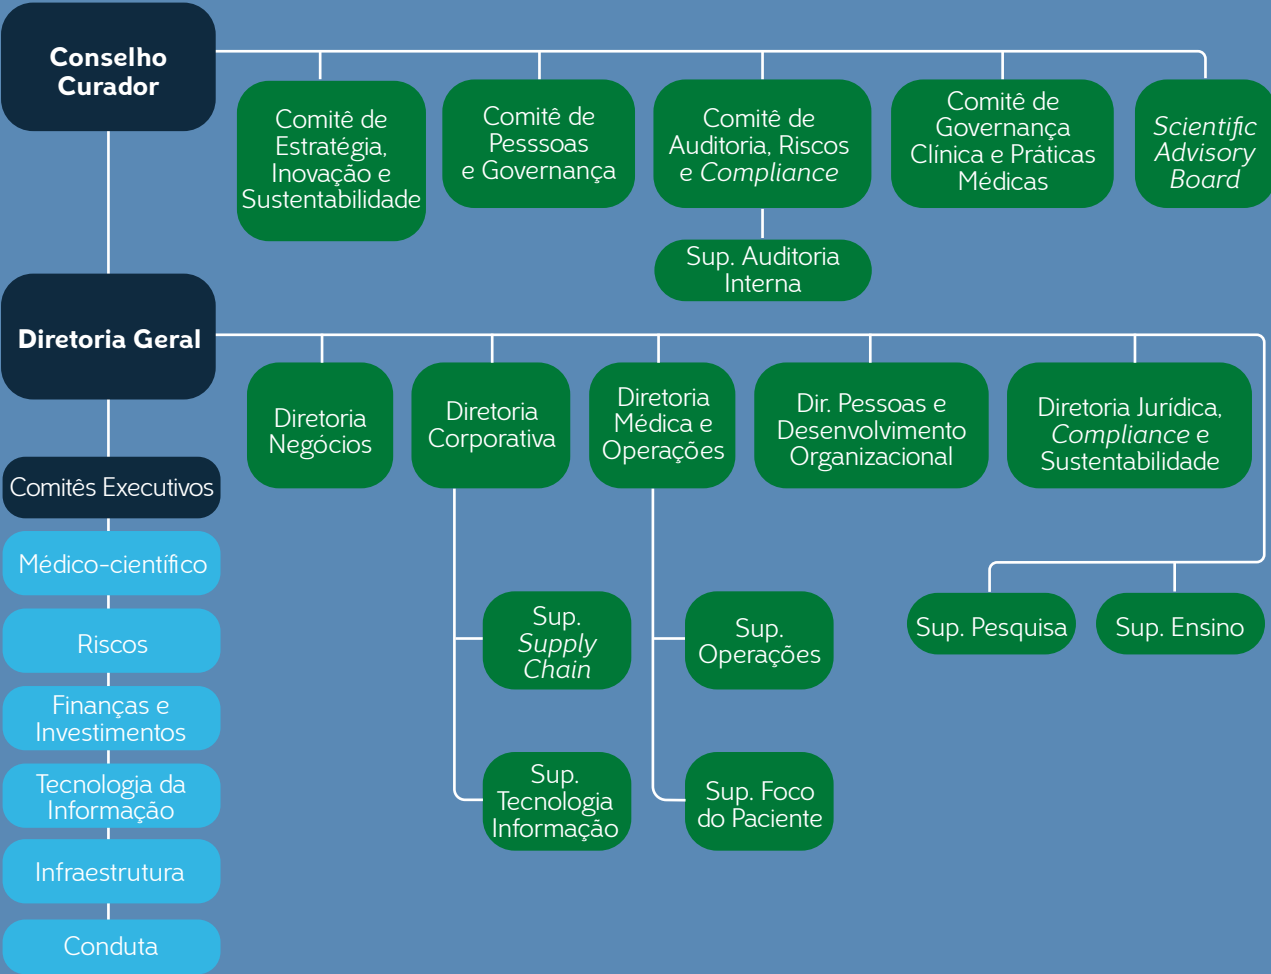 Conselho
Curador
Comitê de
Estratégia,
Inovação e
Sustentabilidade
Comitê de
Pesssoas
e Governança
Comitê de
Auditoria, Riscos
e Compliance
Comitê de
Governança
Clínica e Práticas
Médicas
Scientific
Advisory
Board
Sup. Auditoria
Interna
Diretoria Geral
Diretoria
Negócios
Diretoria
Corporativa
Diretoria
Médica e
Operações
Dir. Pessoas e
Desenvolvimento
Organizacional
Diretoria Jurídica,
Compliance e
Sustentabilidade
Comitês Executivos
Médico-científico
Riscos
Finanças e
Investimentos
Tecnologia da
Informação
Infraestrutura
Conduta
Sup.
Supply
Chain
Sup.
Tecnologia
Informação
Sup.
Operações
Sup. Foco
do Paciente
Sup. Pesquisa
Sup. Ensino